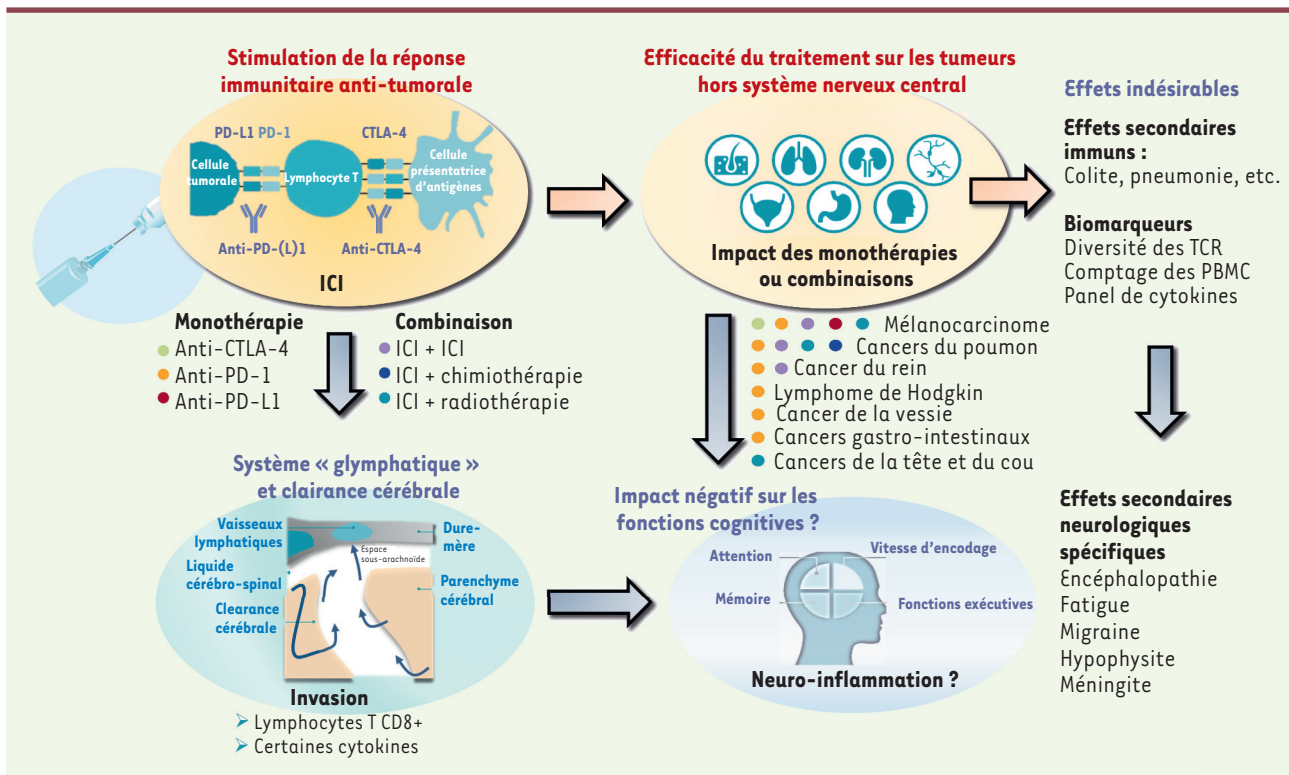 Stimulation de la réponse
immunitaire anti-tumorale
PD-L1 PD-1
CTLA-4
Cellule
tumorale
Lymphocyte T
Cellule
présentatrice
d'antigènes
Anti-PD-(L)1
Anti-CTLA-4
ICI
Monothérapie
Anti-CTLA-4
Anti-PD-1
Anti-PD-L1
Combinaison
ICI + ICI
ICI + chimiothérapie
ICI + radiothérapie
Efficacité du traitement sur les tumeurs
hors système nerveux central
Impact des monothérapies
ou combinaisons
Mélanocarcinome
Cancers du poumon
Cancer du rein
Lymphome de Hodgkin
Cancer de la vessie
Cancers gastro-intestinaux
Cancers de la tête et du cou
Effets indésirables
Effets secondaires
immuns :
Colite, pneumonie, etc.
Biomarqueurs
Diversité des TCR
Comptage des PBMC
Panel de cytokines
Système « glymphatique »
et clairance cérébrale
Vaisseaux
lymphatiques
Espace
sous-arachnoïde
Dure-
mère
Liquide
cérébro-spinal
Clearance
cérébrale
Parenchyme
cérébral
Invasion
➢ Lymphocytes T CD8+
➢ Certaines cytokines
Impact négatif sur les
fonctions cognitives ?
Attention
Vitesse d'encodage
Mémoire
Fonctions exécutives
Neuro-inflammation ?
Effets secondaires
neurologiques
spécifiques
Encéphalopathie
Fatigue
Migraine
Hypophysite
Méningite